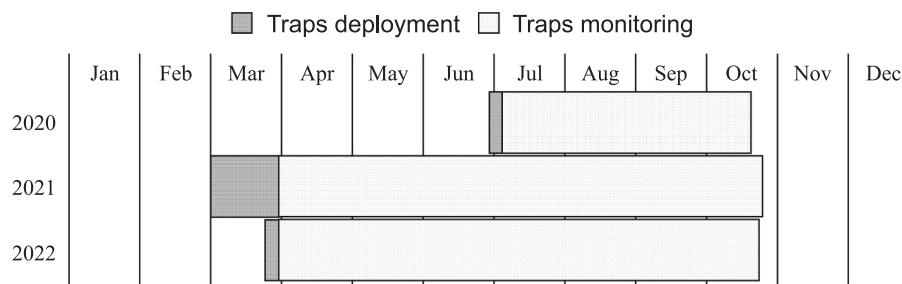 Traps deployment Traps monitoring
Jan Feb Mar Apr May Jun Jul Aug Sep Oct Nov Dec
2020
2021
2022